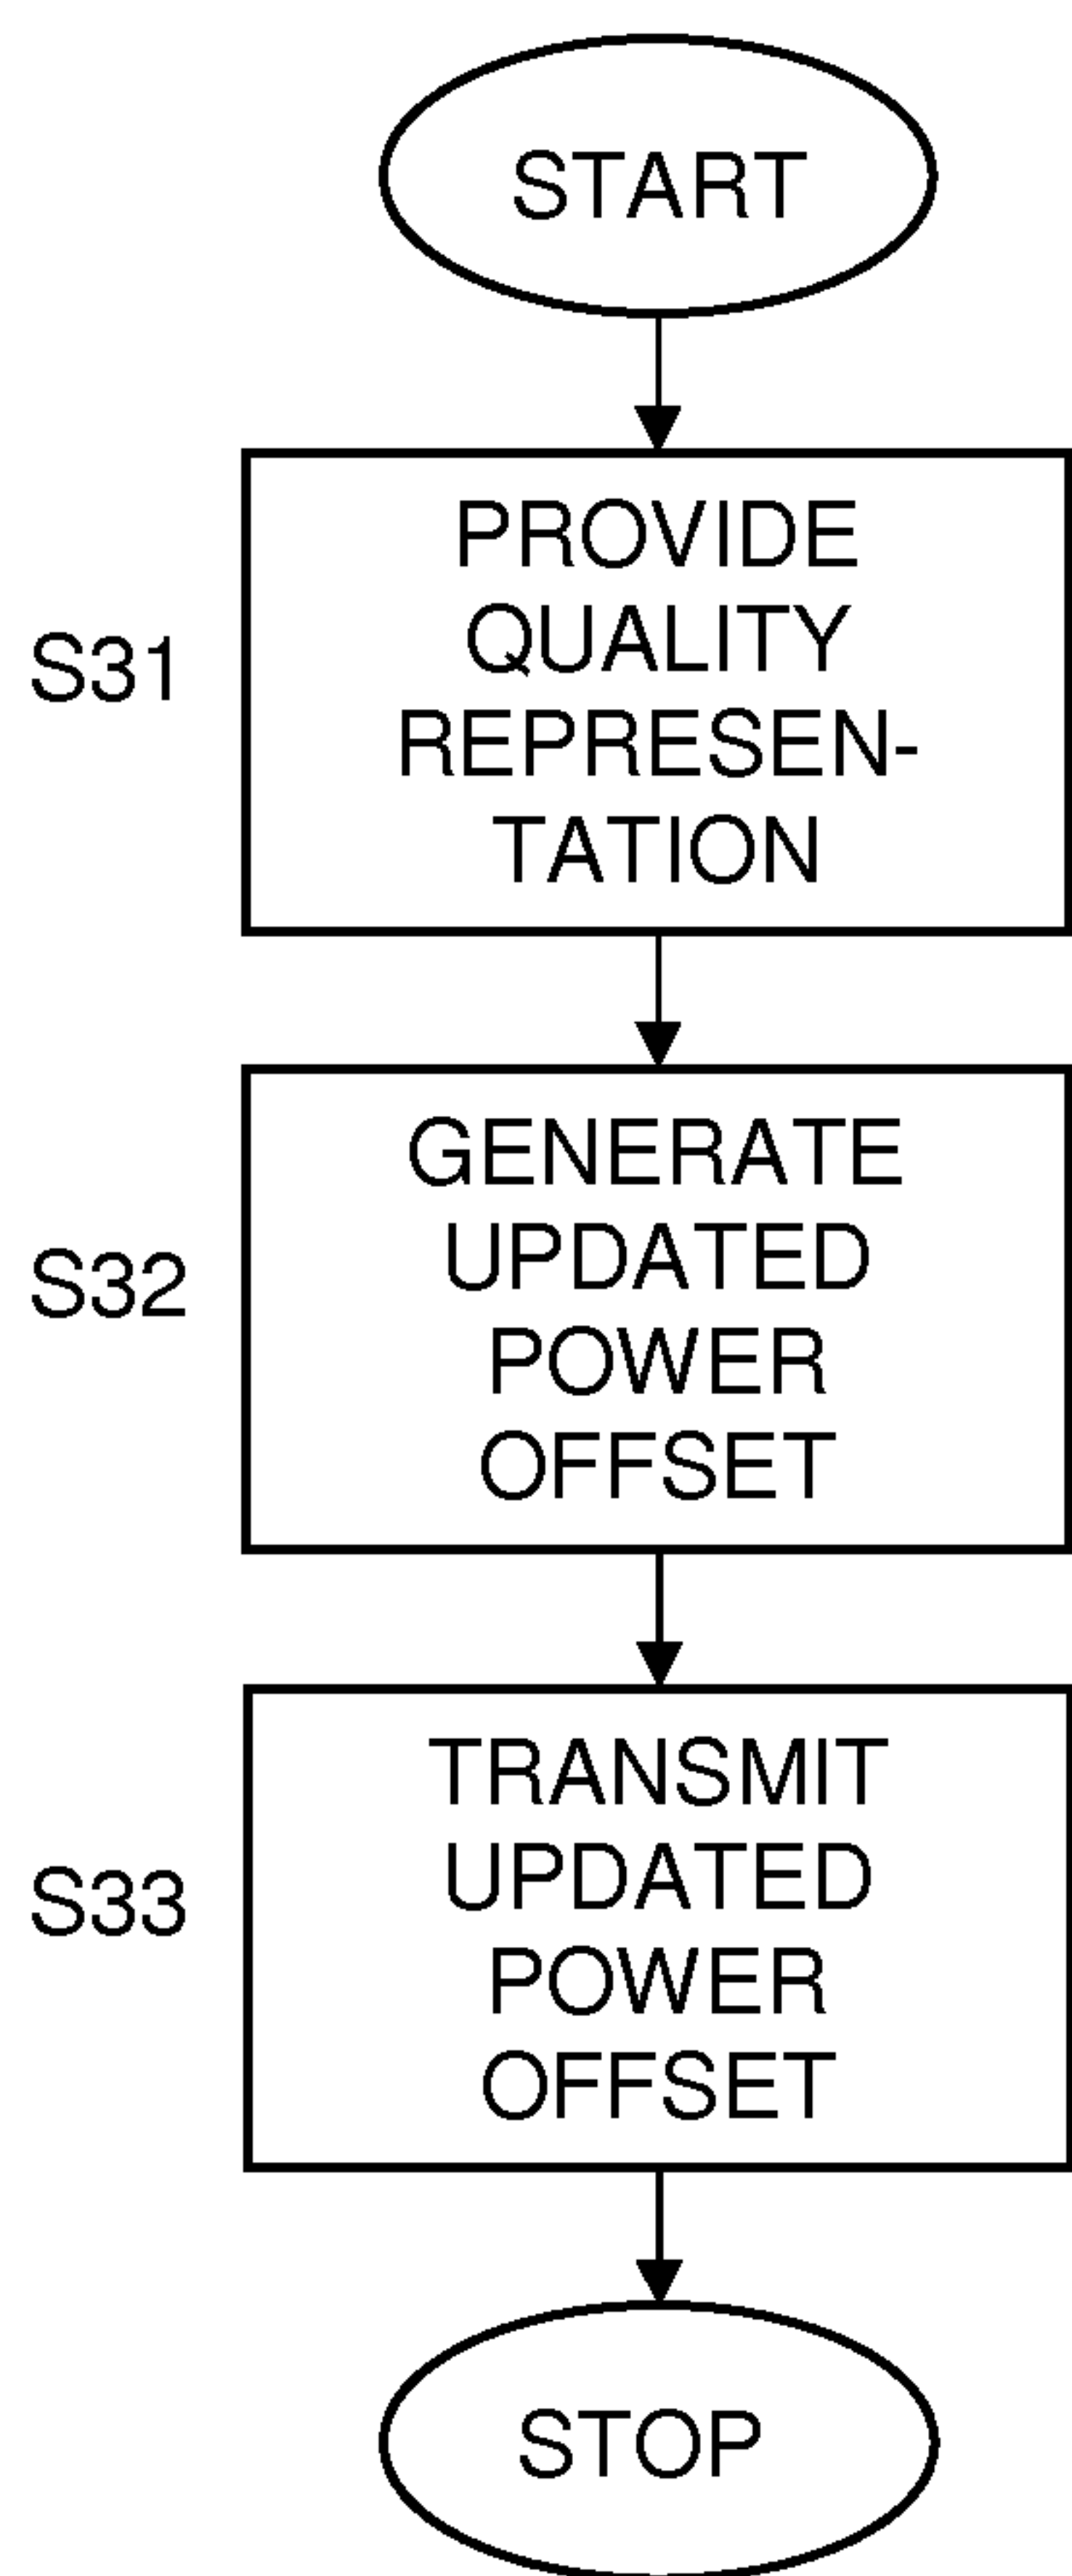 START
S31
PROVIDE
QUALITY
REPRESEN-
TATION
S32
GENERATE
UPDATED
POWER
OFFSET
S33
TRANSMIT
UPDATED
POWER
OFFSET
STOP